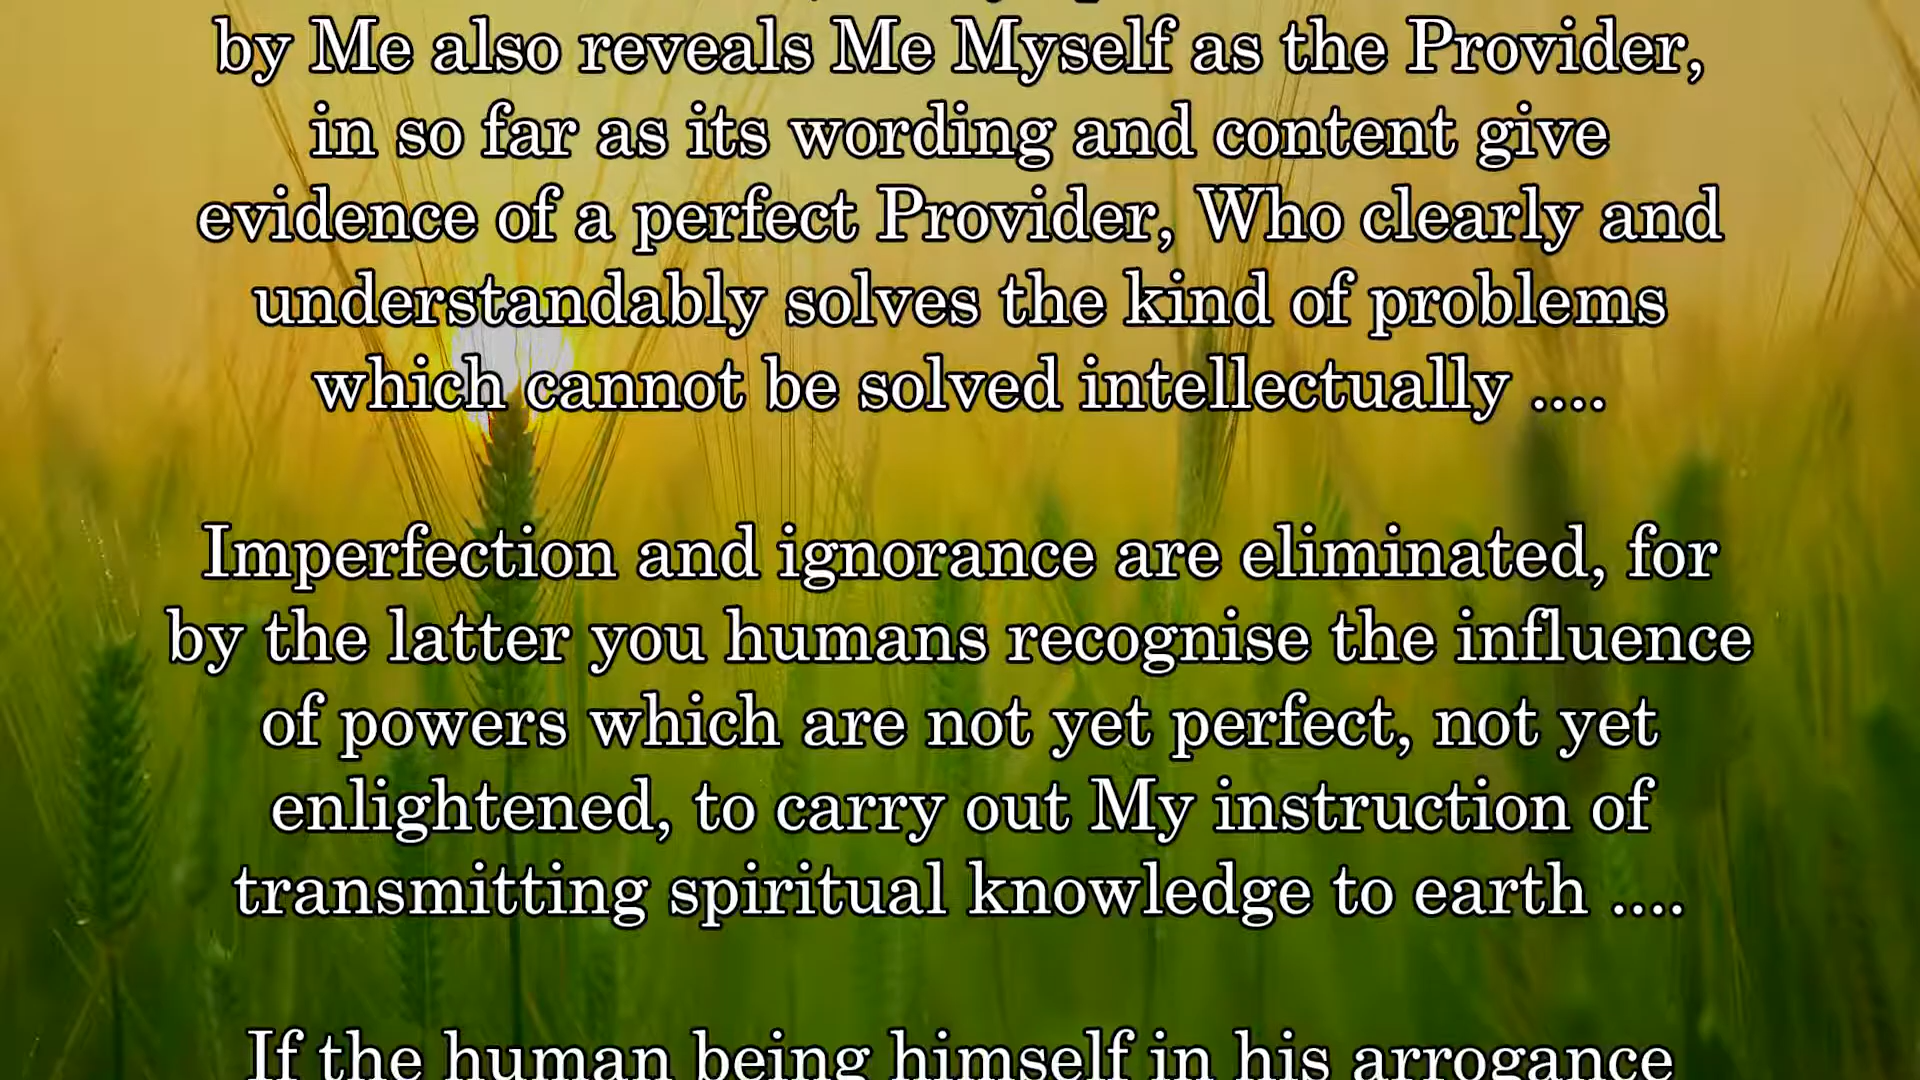 by Me also reveals Me Myself as the Provider,
in so far as its wording and content give
evidence of a perfect Provider, Who clearly and
understandably solves the kind of problems
which cannot be solved intellectually ....
Imperfection and ignorance are eliminated, for
by the latter you humans recognise the influence
of powers which are not yet perfect, not yet
enlightened, to carry out My instruction of
transmitting spiritual knowledge to earth ....
If the human being himself in his arrogance